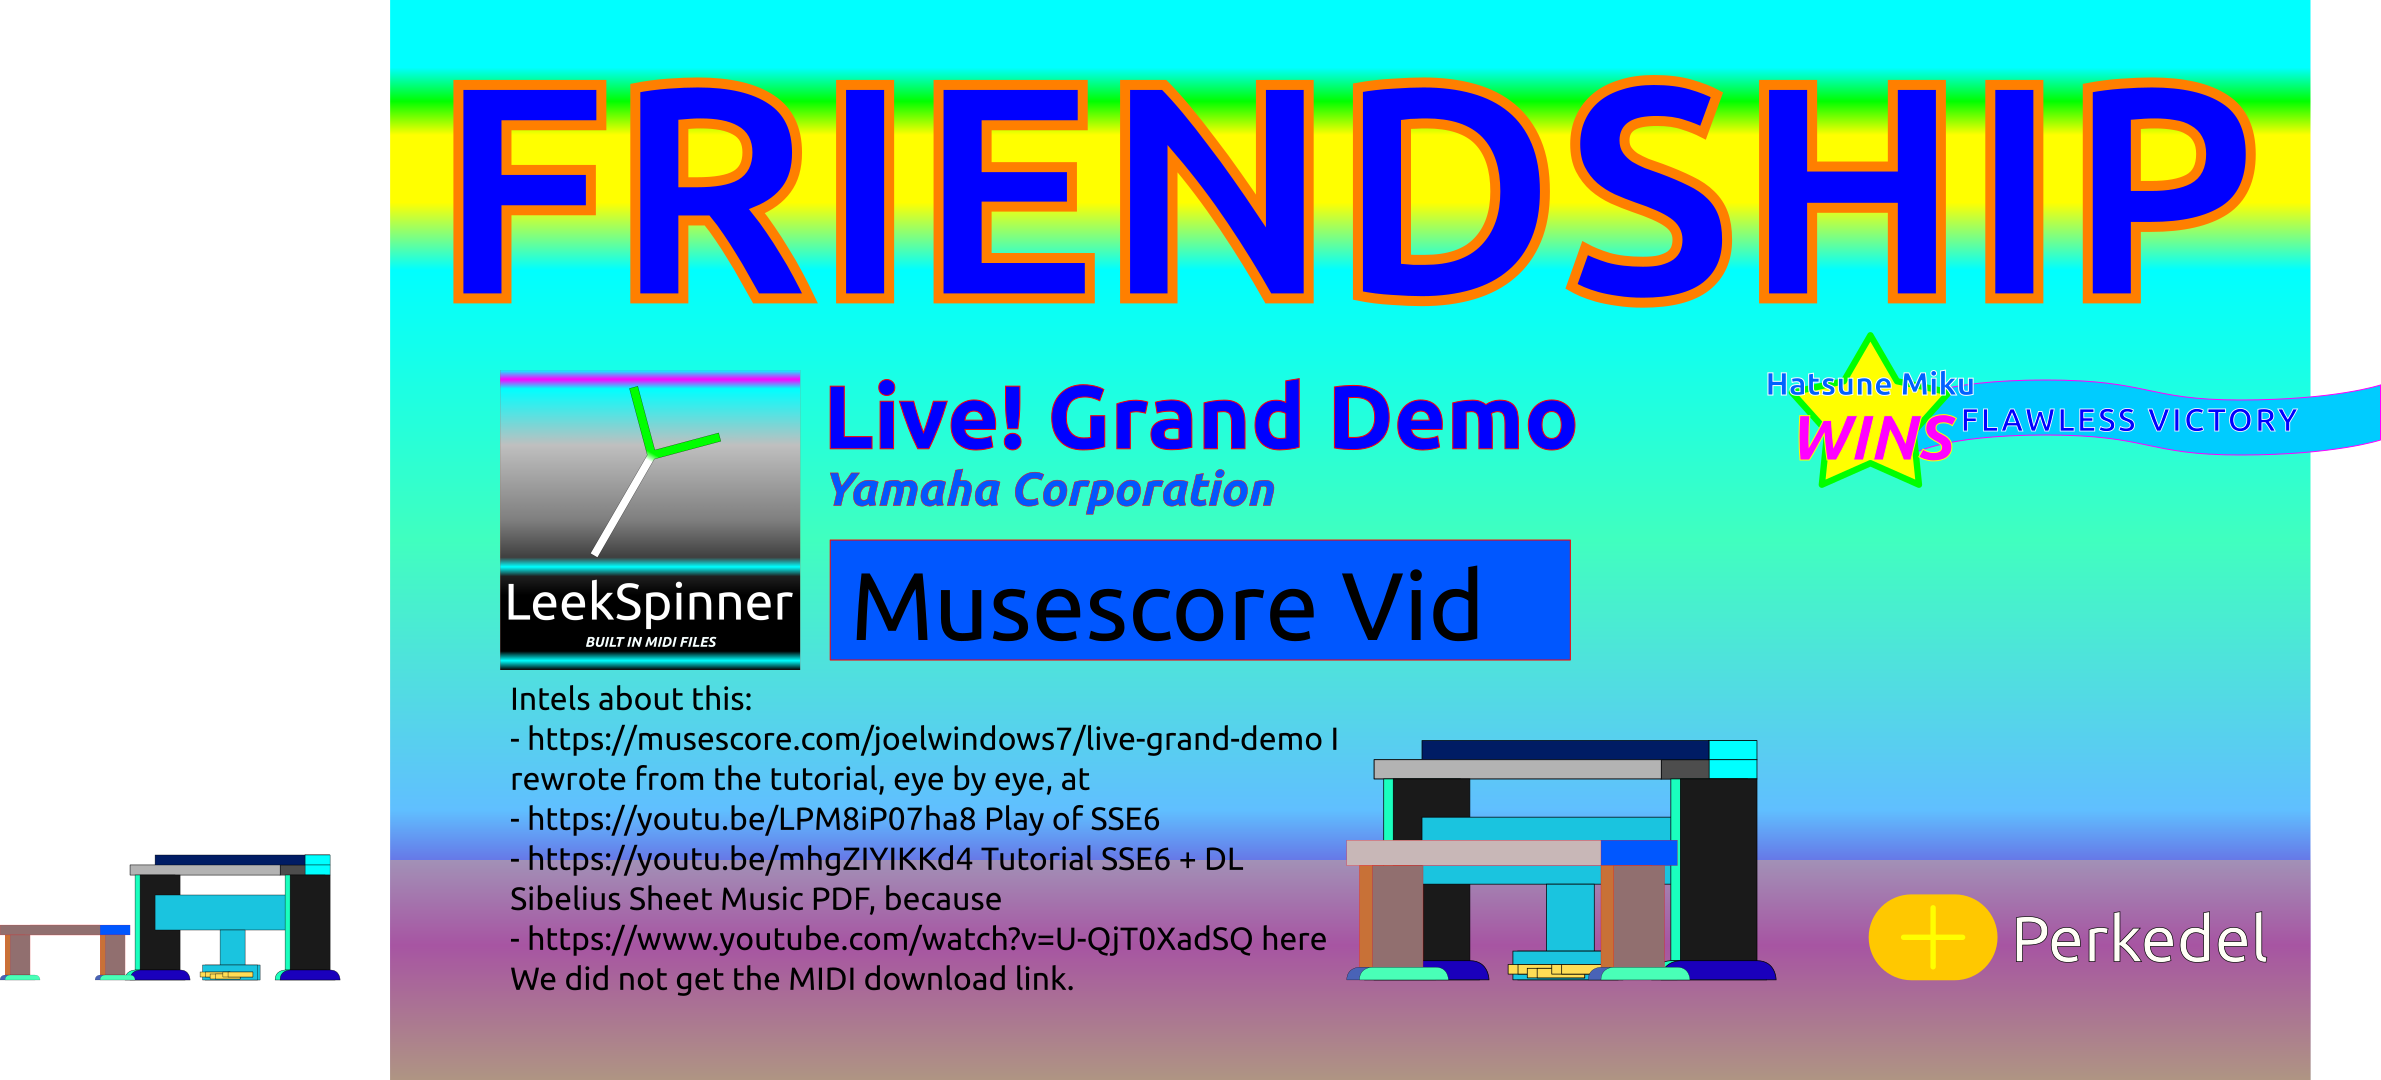 FRIENDSHIP
Hatsune Miku
WINS
FLAWLESS VICTORY
Live! Grand Demo
Yamaha Corporation
Musescore Vid
LeekSpinner
BUILT IN MIDI FILES
Intels about this:
- https://musescore.com/joelwindows7/live-grand-demo I
rewrote from the tutorial, eye by eye, at
- https://youtu.be/LPM8iP07ha8 Play of SSE6
- https://youtu.be/mhgZIYIKKd4 Tutorial SSE6 + DL
Sibelius Sheet Music PDF, because
- https://www.youtube.com/watch?v=U-QjT0XadSQ here
We did not get the MIDI download link.
Perkedel